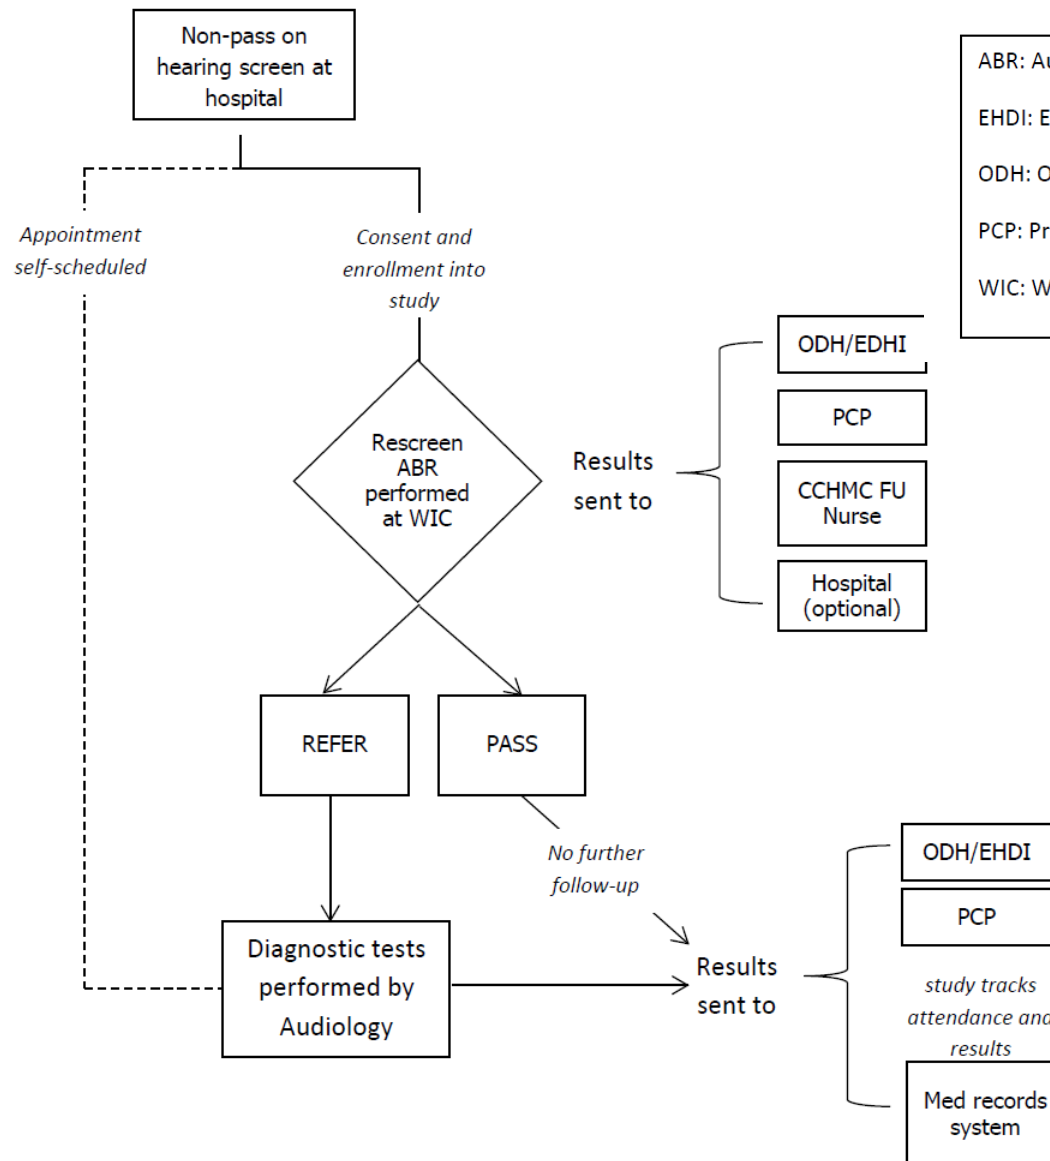 Non-pass on
hearing screen at
hospital
ABR:
EHDI:
ODH:
PCP:
WIC:
Appointment
self-scheduled
Consent and
enrollment into
study
Rescreen
ABR
performed
at WIC
Results
sent to
ODH/EDHI
PCP
CCHMC FU
Nurse
Hospital
(optional)
REFER
PASS
No further
follow-up
Diagnostic tests
performed by
Audiology
Results
sent to
ODH/EHDI
PCP
study tracks
attendance and
results
Med records
system